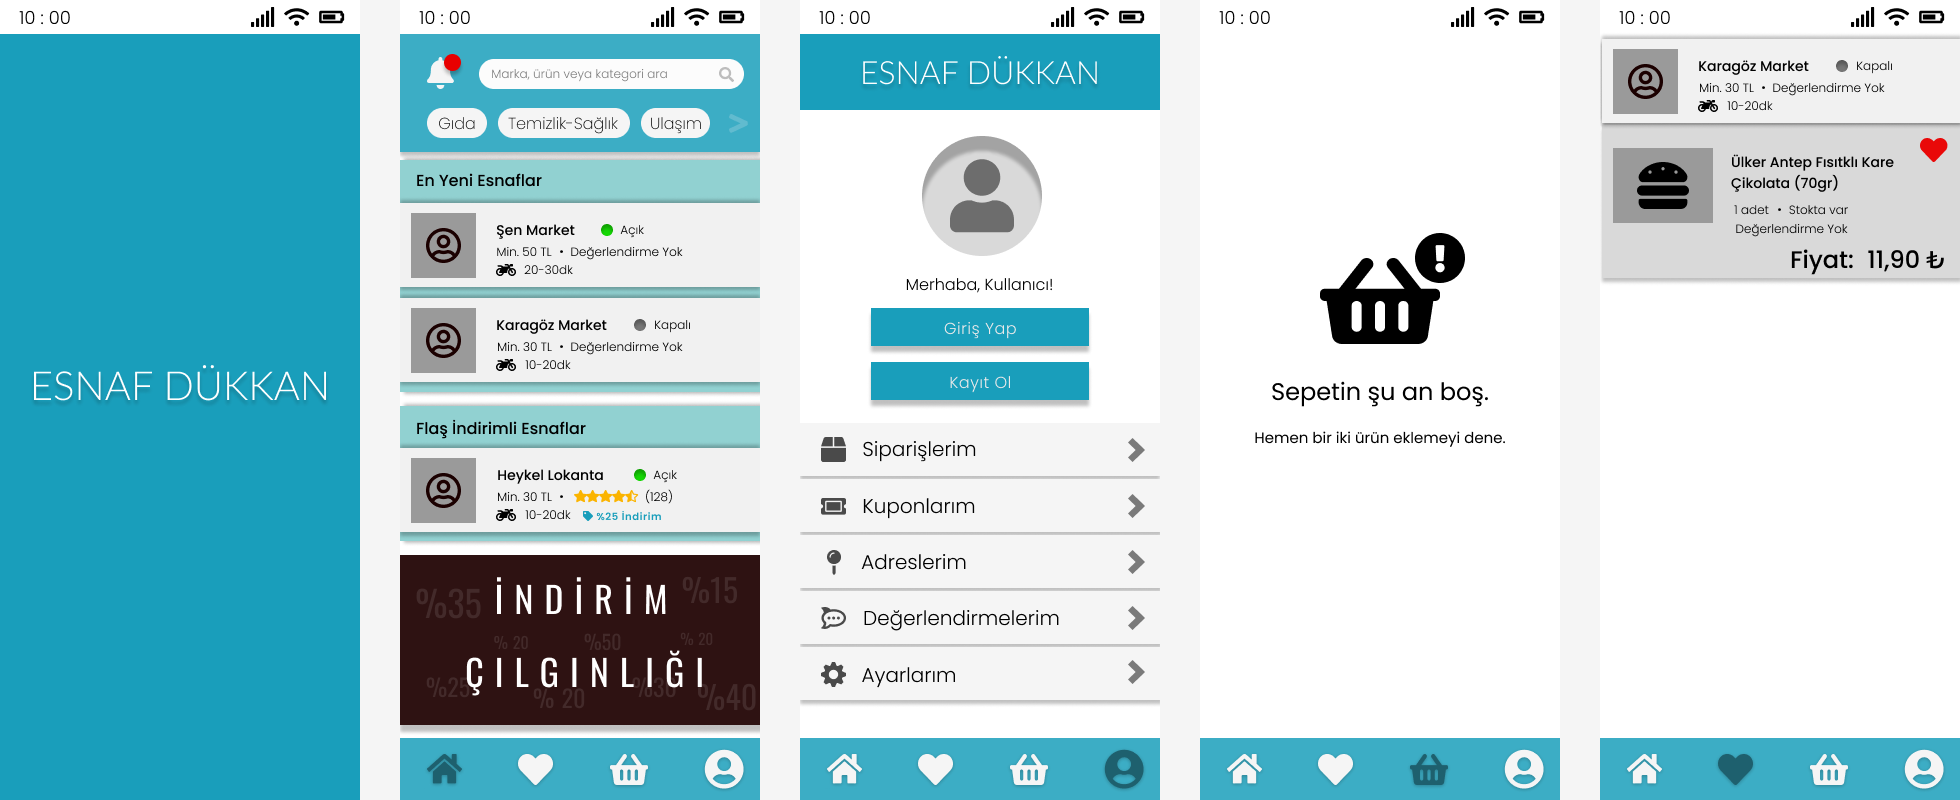 10 : 00
ESNAF DÜKKAN
10 : 00
Marka, ürün veya kategori ara
Gıda
Temizlik-Sağlık
Ulaşım
>
En Yeni Esnaflar
Şen Market
Açık
Min. 50 TL • Değerlendirme Yok
20-30dk
Karagöz Market
Kapalı
Min. 30 TL • Değerlendirme Yok
10-20dk
Flaş İndirimli Esnaflar
Heykel Lokanta
Açık
Min. 30 TL • (128)
10-20dk
%25 İndirim
%35
İNDİRİM
%15
% 20
%50
% 20
ÇILGINLIĞI
%25
% 20
%30
%40
10 : 00
ESNAF DÜKKAN
Merhaba, Kullanıcı!
Giriş Yap
Kayıt Ol
Siparişlerim
Kuponlarım
Adreslerim
Değerlendirmelerim
Ayarlarım
10 : 00
Sepetin şu an boş.
Hemen bir iki ürün eklemeyi dene.
10 : 00
Karagöz Market
Kapalı
Min. 30 TL • Değerlendirme Yok
10-20dk
Ülker Antep Fısıtklı Kare
Çikolata (70gr)
1 adet • Stokta var
Değerlendirme Yok
Fiyat: 11,90 ₺